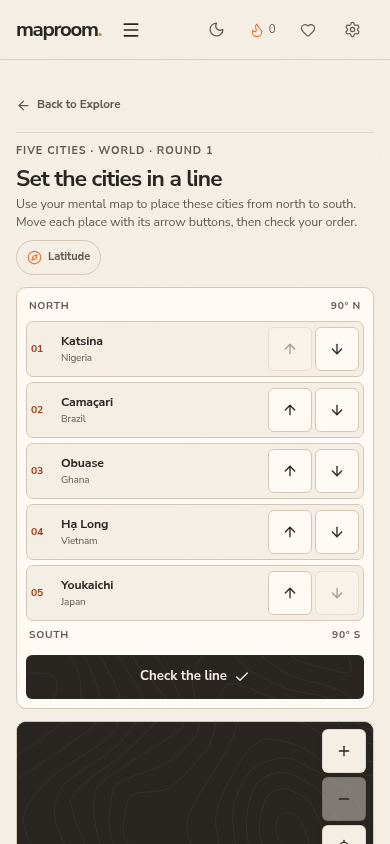 maproom.
0
Back to Explore
FIVE CITIES · WORLD · ROUND 1
Set the cities in a line
Use your mental map to place these cities from north to south.
Move each place with its arrow buttons, then check your order.
Latitude
NORTH 90° N
01 Katsina
Nigeria
02 Camaçari
Brazil
03 Obuase
Ghana
04 Hạ Long
Vietnam
05 Youkaichi
Japan
SOUTH 90° S
Check the line